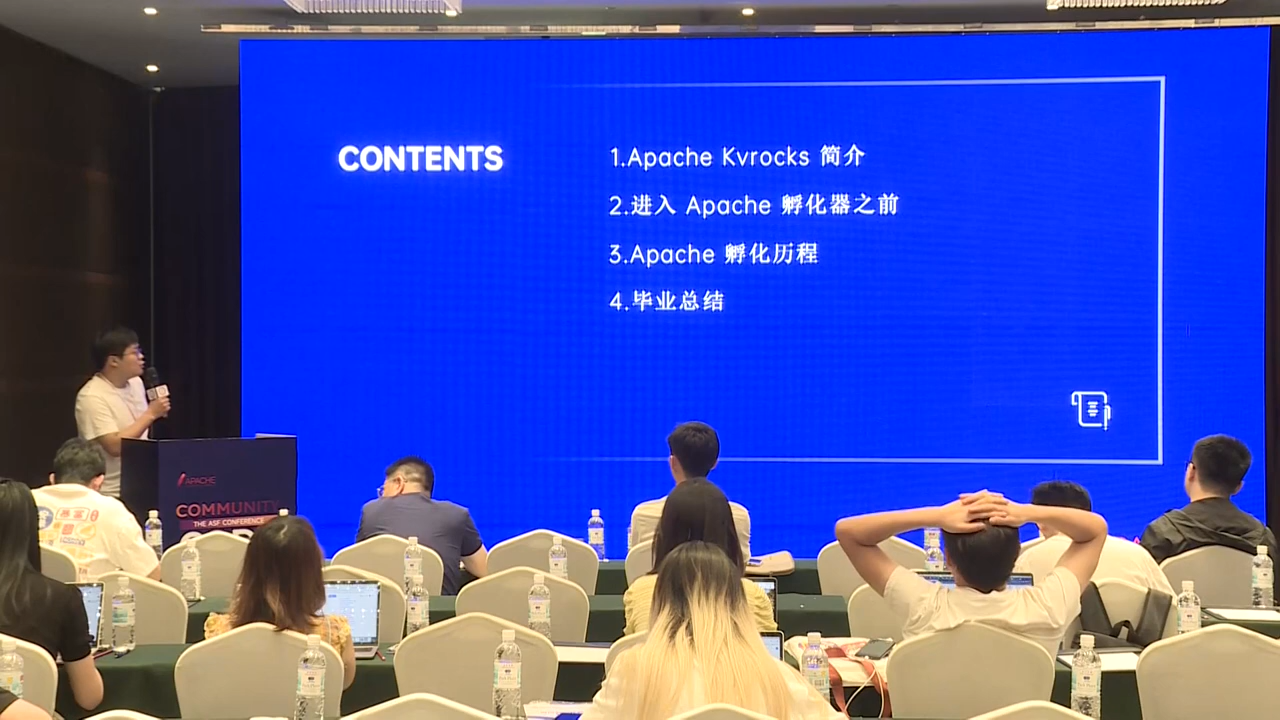 CONTENTS
1.Apache Kvrocks 简介
2.进入 Apache 孵化器之前
3.Apache 孵化历程
4.毕业总结
APACHE
COMMUNITY
THE ASF CONFERENCE